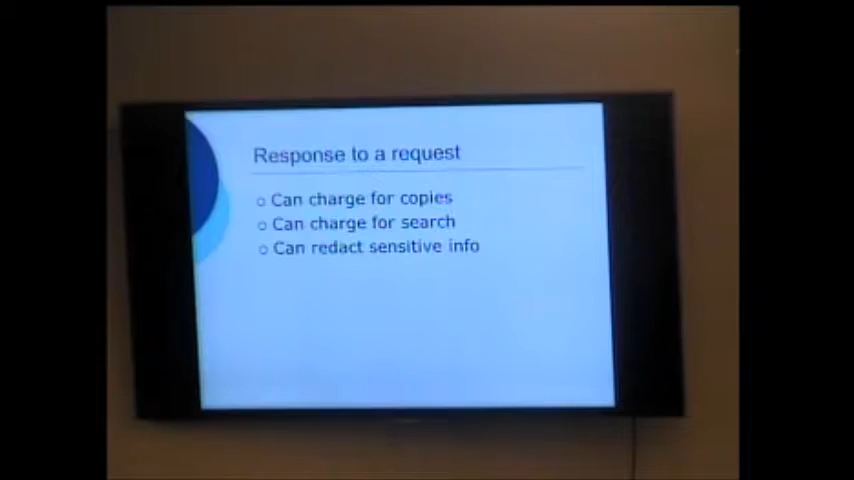 Response to a request
Can charge for copies
Can charge for search
Can redact sensitive info